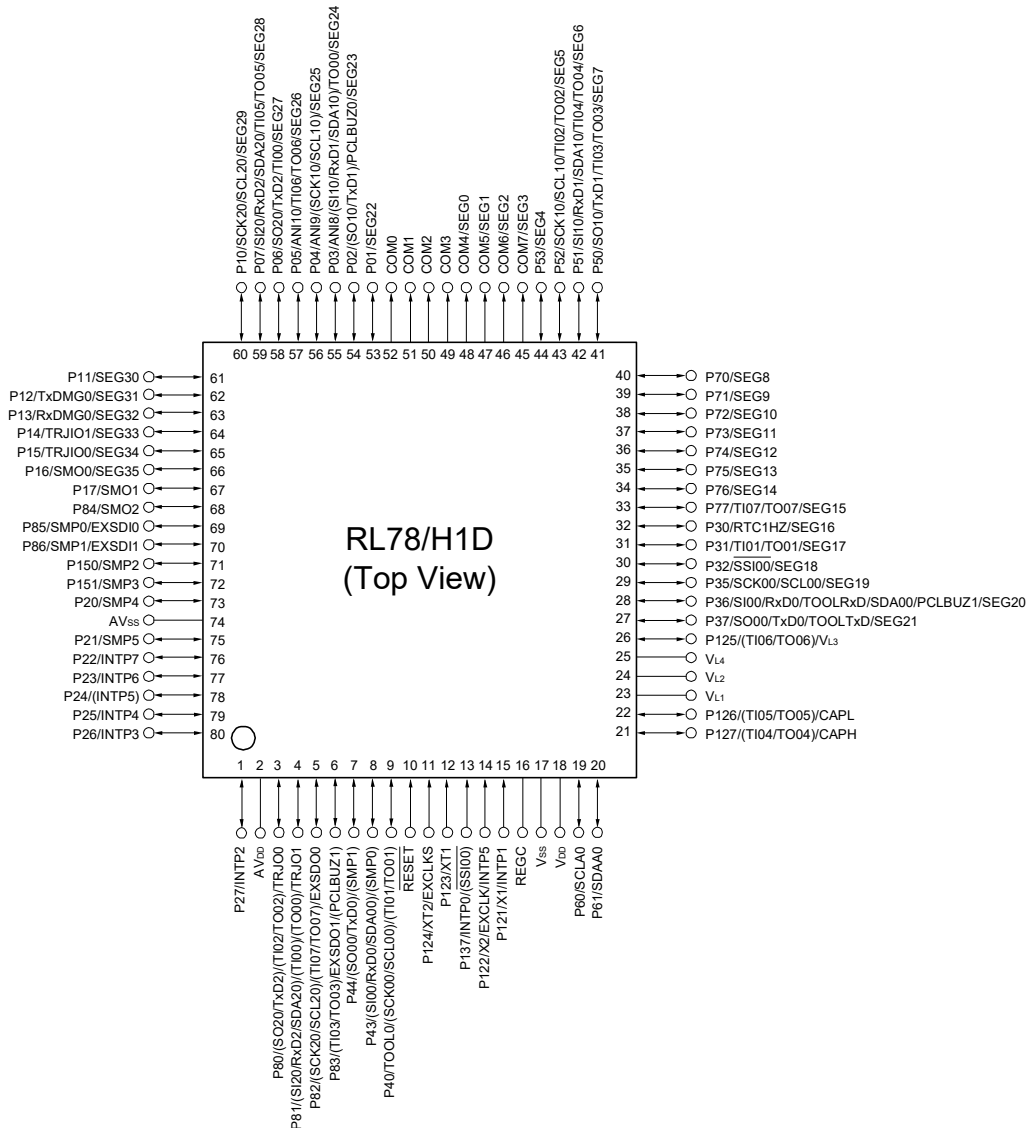 P10/SCK20/SCL20/SEG29
P07/SI20/RxD2/SDA20/TI05/TO05/SEG28
P06/SO20/TxD2/TI00/SEG27
P05/ANI10/TI06/TO06/SEG26
P04/ANI9/(SCK10/SCL10)/SEG25
P03/ANI8/(SI10/RxD1/SDA10)/TO00/SEG24
P02/(SO10/TxD1)/PCLBUZ0/SEG23
P01/SEG22
COM0
COM1
COM2
COM3
COM4/SEG0
COM5/SEG1
COM6/SEG2
COM7/SEG3
P53/SEG4
P52/SCK10/SCL10/TI02/TO02/SEG5
P51/SI10/RxD1/SDA10/TI04/TO04/SEG6
P50/SO10/TxD1/TI03/TO03/SEG7
60 59 58 57 56 55 54 53 52 51 50 49 48 47 46 45 44 43 42 41
P11/SEG30 61
P12/TxDMG0/SEG31 62
P13/RxDMG0/SEG32 63
P14/TRJIO1/SEG33 64
P15/TRJIO0/SEG34 65
P16/SMO0/SEG35 66
P17/SMO1 67
P84/SMO2 68
P85/SMP0/EXSDI0 69
P86/SMP1/EXSDI1 70
P150/SMP2 71
P151/SMP3 72
P20/SMP4 73
AVSS 74
P21/SMP5 75
P22/INTP7 76
P23/INTP6 77
P24/(INTP5) 78
P25/INTP4 79
P26/INTP3 80
RL78/H1D
(Top View)
40 P70/SEG8
39 P71/SEG9
38 P72/SEG10
37 P73/SEG11
36 P74/SEG12
35 P75/SEG13
34 P76/SEG14
33 P77/TI07/TO07/SEG15
32 P30/RTC1HZ/SEG16
31 P31/TI01/TO01/SEG17
30 P32/SSI00/SEG18
29 P35/SCK00/SCL00/SEG19
28 P36/SI00/RxD0/TOOLRxD/SDA00/PCLBUZ1/SEG20
27 P37/SO00/TxD0/TOOLTxD/SEG21
26 P125/(TI06/TO06)/VL3
25 VL4
24 VL2
23 VL1
22 P126/(TI05/TO05)/CAPL
21 P127/(TI04/TO04)/CAPH
1 2 3 4 5 6 7 8 9 10 11 12 13 14 15 16 17 18 19 20
P27/INTP2
AVDD
P80/(SO20/TxD2)/(TI02/TO02)/TRJO0
P81/(SI20/RxD2/SDA20)/(TI00)/(TO00)/TRJO1
P82/(SCK20/SCL20)/(TI07/TO07)/EXSDO0
P83/(TI03/TO03)/EXSDO1/(PCLBUZ1)
P44/(SO00/TxD0)/(SMP1)
P43/(SI00/RxD0/SDA00)/(SMP0)
P40/TOOL0/(SCK00/SCL00)/(TI01/TO01)
RESET
P124/XT2/EXCLKS
P123/XT1
P137/INTP0/(SSI00)
P122/X2/EXCLK/INTP5
P121/X1/INTP1
REGC
VSS
VDD
P60/SCLA0
P61/SDAA0